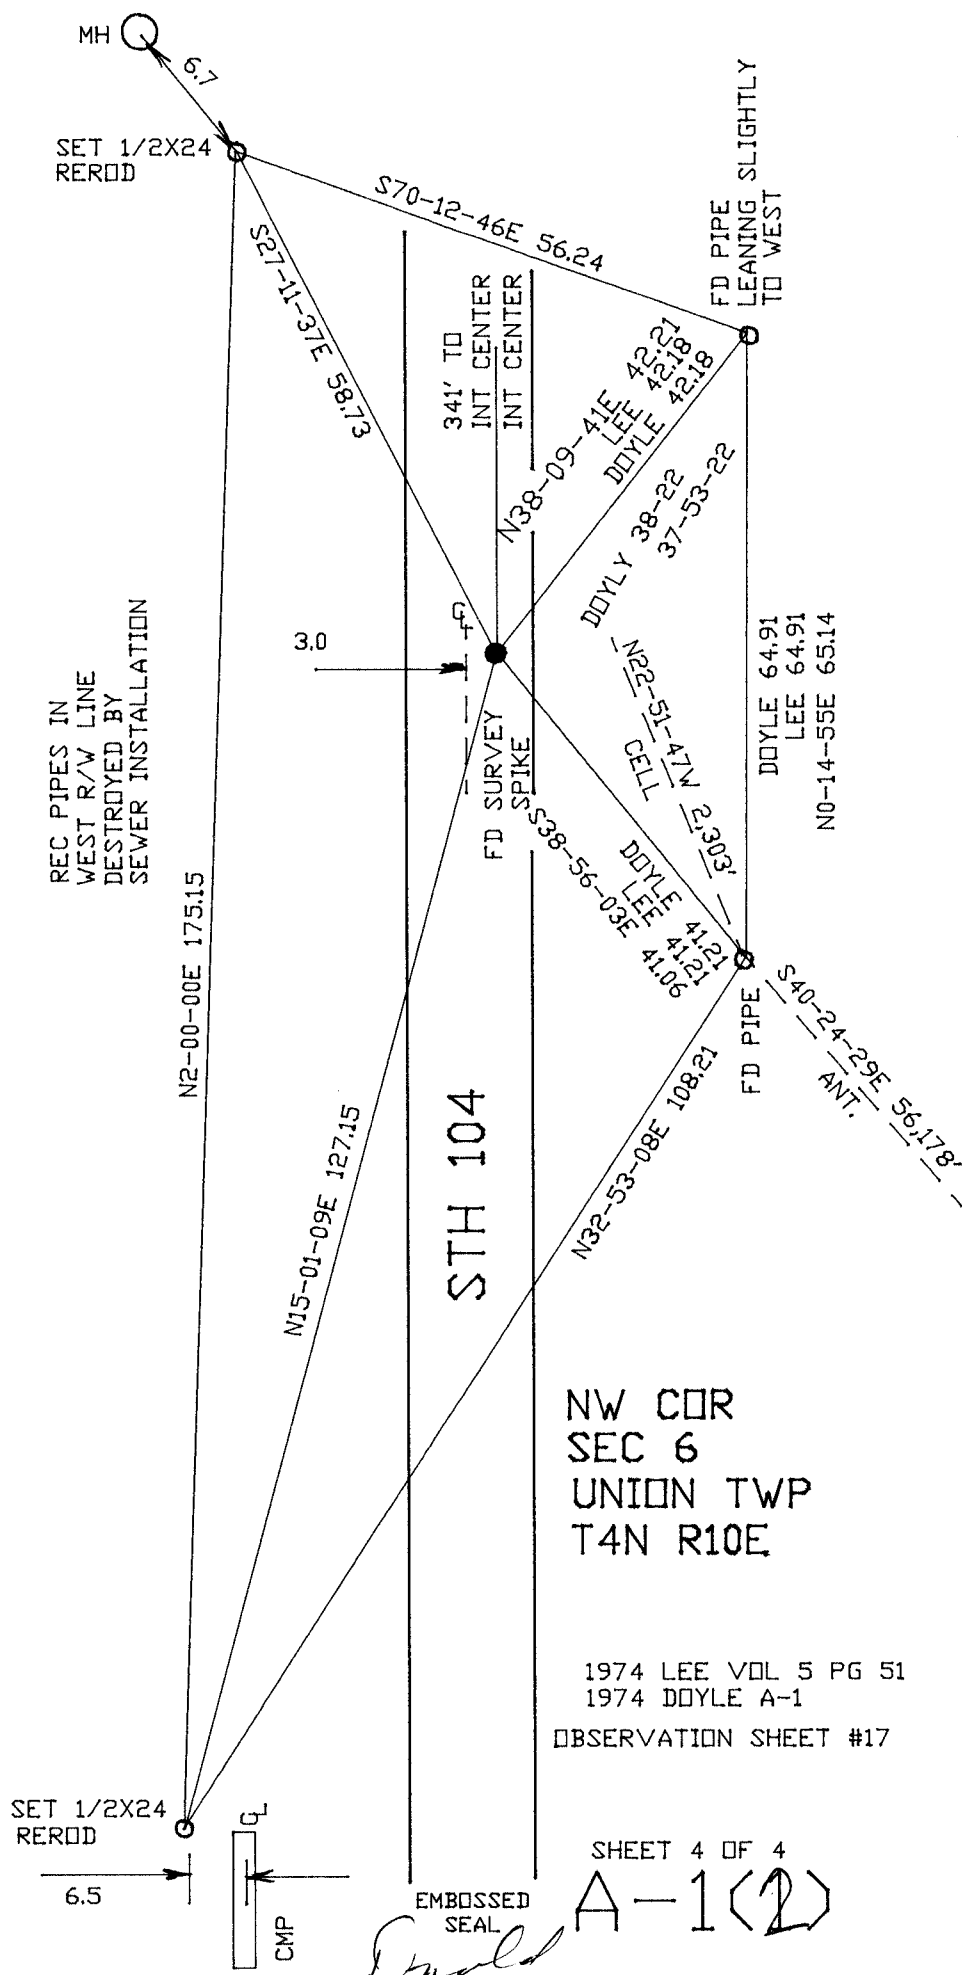 MH
6.7
SET 1/2X24
REROD
S70-12-46E 56.24
FD PIPE
LEANING SLIGHTLY
TO WEST
S27-11-37E 58.73
341' TO
INT CENTER
INT CENTER
N38-09-41E 42.21
LEE 42.18
DOYLE 42.18
DOYLY 38-22
37-53-22
℄
3.0
REC PIPES IN
WEST R/W LINE
DESTROYED BY
SEWER INSTALLATION
N22-51-47W 2,303'
CELL
DOYLE 64.91
LEE 64.91
N0-14-55E 65.14
FD SURVEY
SPIKE
DOYLE 41.21
LEE 41.21
S38-56-03E 41.06
N2-00-00E 175.15
FD PIPE
S40-24-29E 56,178'
ANT.
N15-01-09E 127.15
STH 104
N32-53-08E 108.21
NW COR
SEC 6
UNION TWP
T4N R10E
1974 LEE VOL 5 PG 51
1974 DOYLE A-1
OBSERVATION SHEET #17
SET 1/2X24
REROD
℄
6.5
CMP
SHEET 4 OF 4
A-1(2)
EMBOSSED
SEAL